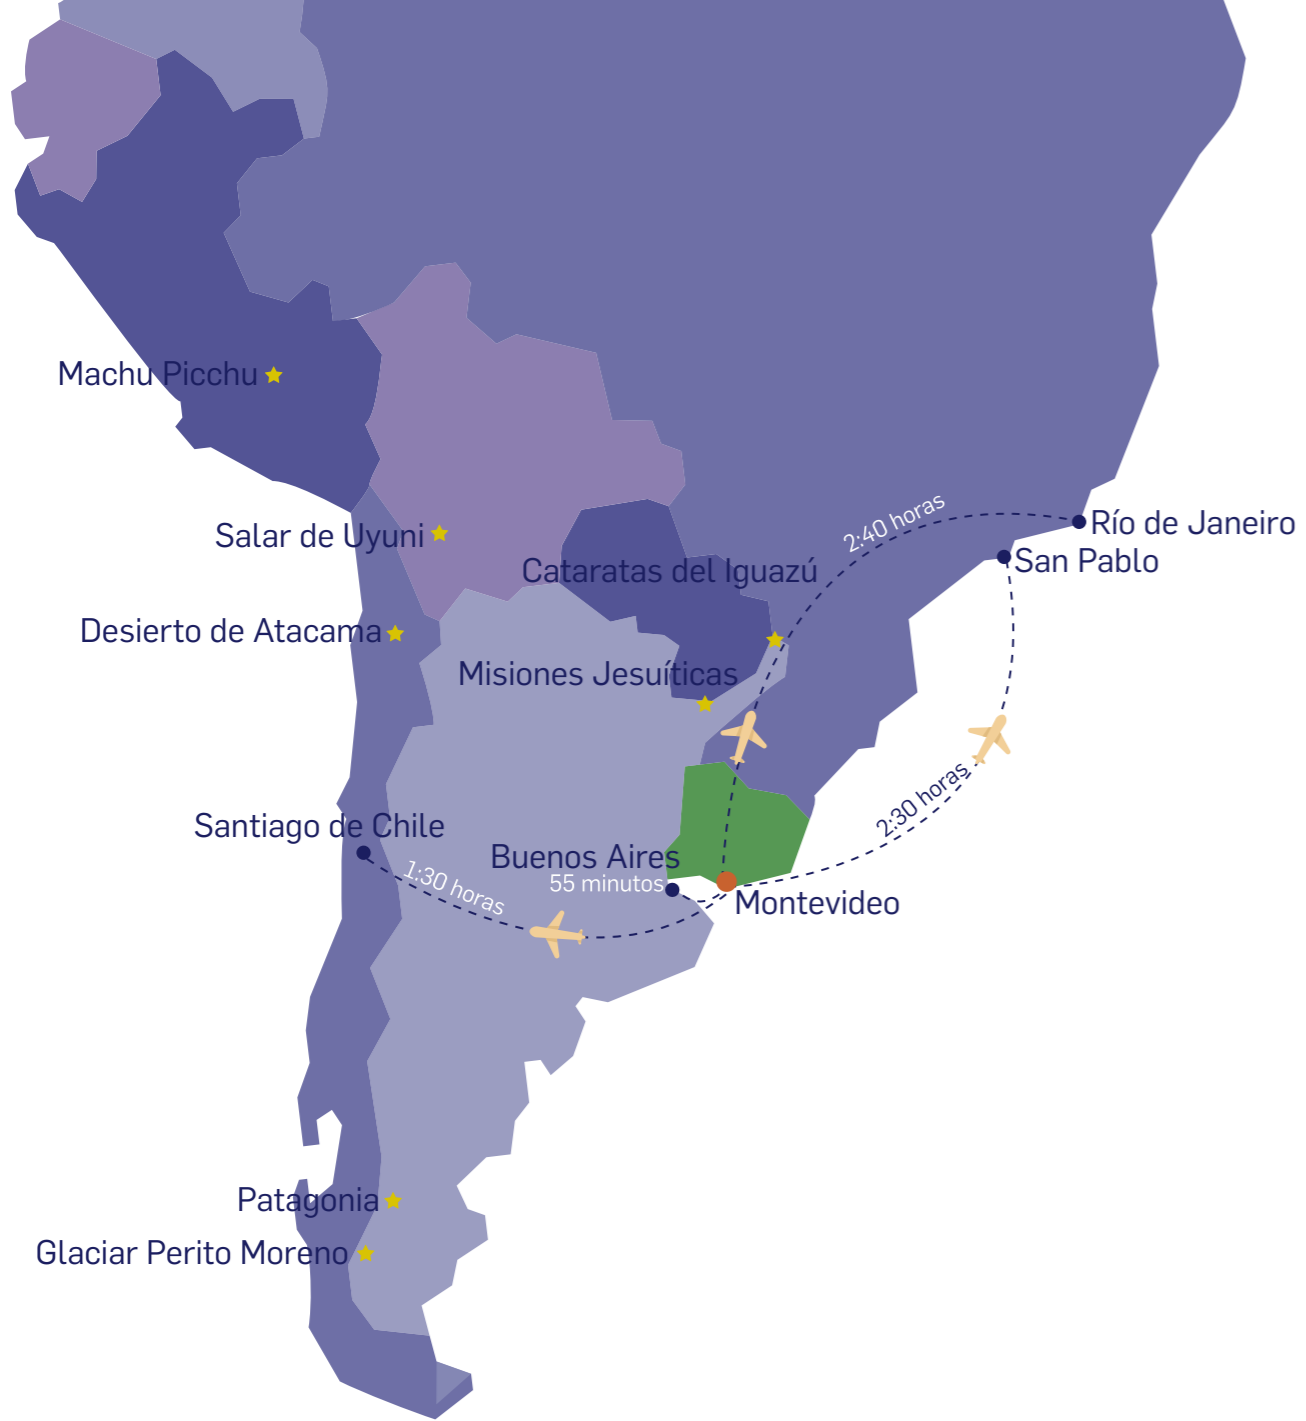 Machu Picchu
2:40 horas
Río de Janeiro
Salar de Uyuni
San Pablo
Cataratas del Iguazú
Desierto de Atacama
Misiones Jesuíticas
2:30 horas
Santiago de Chile
Buenos Aires
1:30 horas
55 minutos
Montevideo
Patagonia
Glaciar Perito Moreno